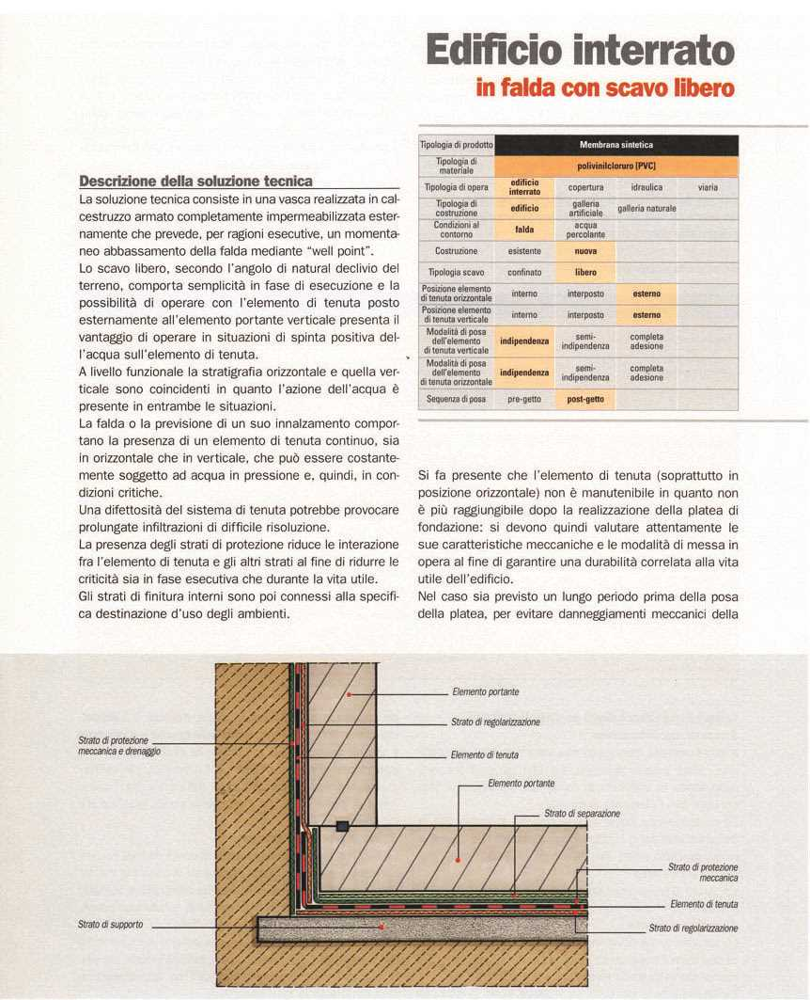 Edificio interrato
in falda con scavo libero
Descrizione della soluzione tecnica
La soluzione tecnica consiste in una vasca realizzata in cal-
cestruzzo armato completamente impermeabilizzata ester-
namente che prevede, per ragioni esecutive, un momenta-
neo abbassamento della falda mediante “well point”.
Lo scavo libero, secondo l’angolo di natural declivio del
terreno, comporta semplicità in fase di esecuzione e la
possibilità di operare con l’elemento di tenuta posto
esternamente all’elemento portante verticale presenta il
vantaggio di operare in situazioni di spinta positiva del-
l’acqua sull’elemento di tenuta.
A livello funzionale la stratigrafia orizzontale e quella ver-
ticale sono coincidenti in quanto l’azione dell’acqua è
presente in entrambe le situazioni.
La falda o la previsione di un suo innalzamento compor-
tano la presenza di un elemento di tenuta continuo, sia
in orizzontale che in verticale, che può essere costante-
mente soggetto ad acqua in pressione e, quindi, in con-
dizioni critiche.
Una difettosità del sistema di tenuta potrebbe provocare
prolungate infiltrazioni di difficile risoluzione.
La presenza degli strati di protezione riduce le interazione
fra l’elemento di tenuta e gli altri strati al fine di ridurre le
criticità sia in fase esecutiva che durante la vita utile.
Gli strati di finitura interni sono poi connessi alla specifi-
ca destinazione d’uso degli ambienti.
Tipologia di prodotto Membrana sintetica
Tipologia di
materiale polivinilcloruro [PVC]
Tipologia di opera edificio
interrato copertura idraulica viaria
Tipologia di
costruzione edificio galleria
artificiale galleria naturale
Condizioni al
contorno falda acqua
percolante
Costruzione esistente nuova
Tipologia scavo confinato libero
Posizione elemento
di tenuta orizzontale interno interposto esterno
Posizione elemento
di tenuta verticale interno interposto esterno
Modalità di posa
dell’elemento
di tenuta verticale indipendenza semi-
indipendenza completa
adesione
Modalità di posa
dell’elemento
di tenuta orizzontale indipendenza semi-
indipendenza completa
adesione
Sequenza di posa pre-getto post-getto
Si fa presente che l’elemento di tenuta (soprattutto in
posizione orizzontale) non è manutenibile in quanto non
è più raggiungibile dopo la realizzazione della platea di
fondazione: si devono quindi valutare attentamente le
sue caratteristiche meccaniche e le modalità di messa in
opera al fine di garantire una durabilità correlata alla vita
utile dell’edificio.
Nel caso sia previsto un lungo periodo prima della posa
della platea, per evitare danneggiamenti meccanici della
Elemento portante
Strato di regolarizzazione
Strato di protezione
meccanica e drenaggio
Elemento di tenuta
Elemento portante
Strato di separazione
Strato di protezione
meccanica
Elemento di tenuta
Strato di supporto
Strato di regolarizzazione